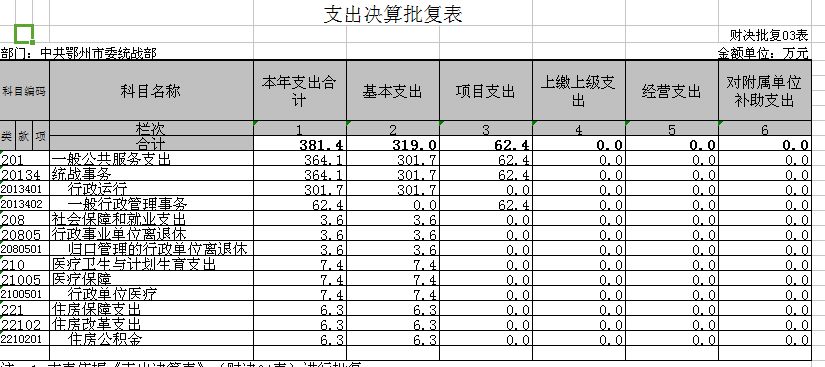 支出决算批复表
财决批复03表
部门：中共鄂州市委统战部 金额单位：万元
科目编码 科目名称 本年支出合计 基本支出 项目支出 上缴上级支出 经营支出 对附属单位补助支出
类 款 项 栏次 1 2 3 4 5 6
合计 381.4 319.0 62.4 0.0 0.0 0.0
201 一般公共服务支出 364.1 301.7 62.4 0.0 0.0 0.0
20134 统战事务 364.1 301.7 62.4 0.0 0.0 0.0
2013401 行政运行 301.7 301.7 0.0 0.0 0.0 0.0
2013402 一般行政管理事务 62.4 0.0 62.4 0.0 0.0 0.0
208 社会保障和就业支出 3.6 3.6 0.0 0.0 0.0 0.0
20805 行政事业单位离退休 3.6 3.6 0.0 0.0 0.0 0.0
2080501 归口管理的行政单位离退休 3.6 3.6 0.0 0.0 0.0 0.0
210 医疗卫生与计划生育支出 7.4 7.4 0.0 0.0 0.0 0.0
21005 医疗保障 7.4 7.4 0.0 0.0 0.0 0.0
2100501 行政单位医疗 7.4 7.4 0.0 0.0 0.0 0.0
221 住房保障支出 6.3 6.3 0.0 0.0 0.0 0.0
22102 住房改革支出 6.3 6.3 0.0 0.0 0.0 0.0
2210201 住房公积金 6.3 6.3 0.0 0.0 0.0 0.0